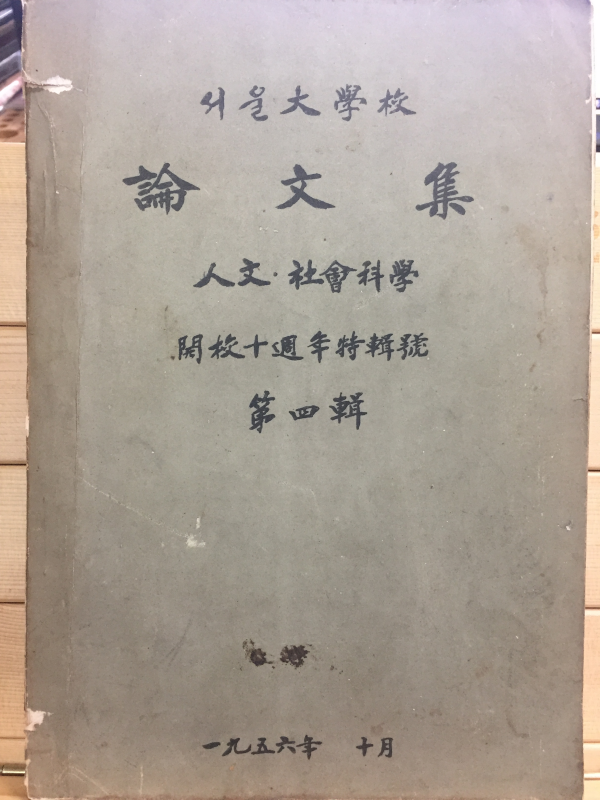 서울大學校
論文集
人文·社會科學
開校十週年特輯號
第四輯
一九五六年 十月